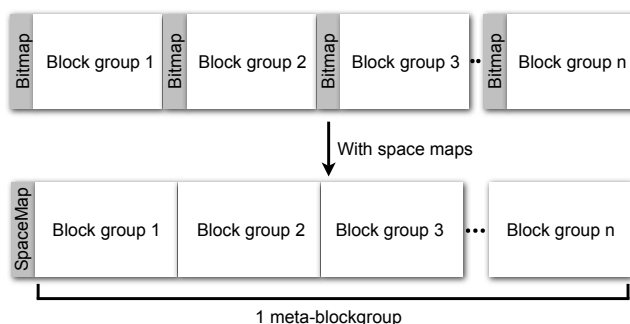 Bitmap Block group 1 Bitmap Block group 2 Bitmap Block group 3 •• Bitmap Block group n
With space maps
SpaceMap Block group 1 Block group 2 Block group 3 ••• Block group n
1 meta-blockgroup